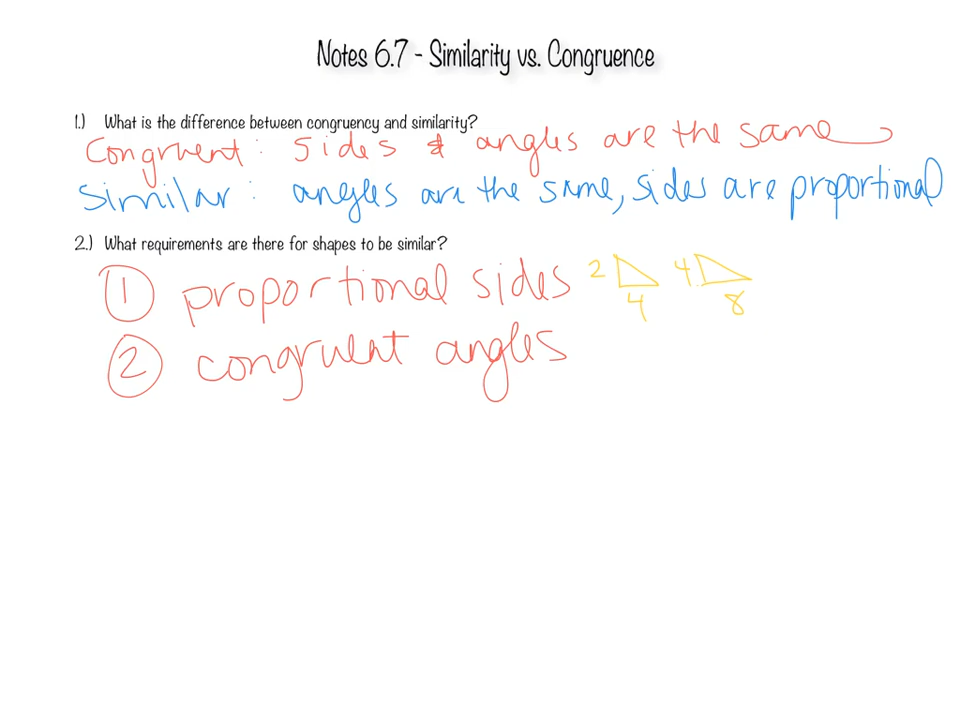 Notes 6.7 - Similarity vs. Congruence
1.) What is the difference between congruency and similarity?
Congruent: sides & angles are the same
Similar: angles are the same, sides are proportional
2.) What requirements are there for shapes to be similar?
1 proportional sides 2 4 4 8
2 congruent angles